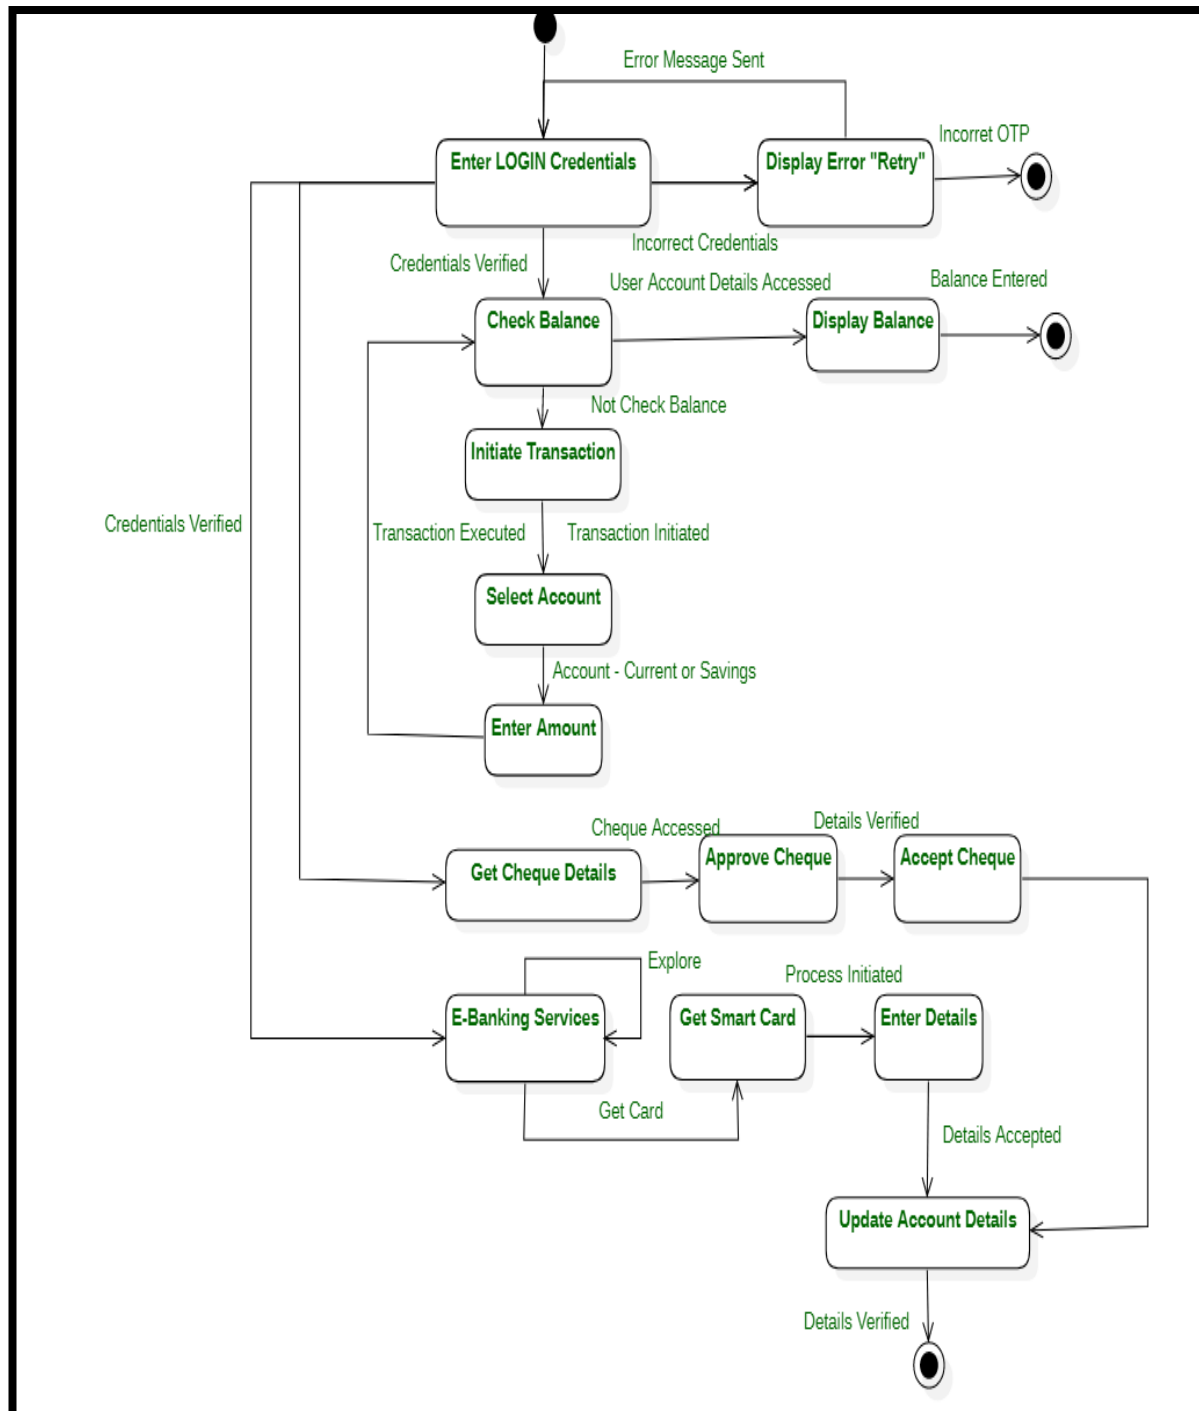 Error Message Sent
Incorret OTP
Enter LOGIN Credentials
Display Error "Retry"
Incorrect Credentials
Credentials Verified
User Account Details Accessed
Balance Entered
Check Balance
Display Balance
Not Check Balance
Initiate Transaction
Credentials Verified
Transaction Executed
Transaction Initiated
Select Account
Account - Current or Savings
Enter Amount
Cheque Accessed
Details Verified
Get Cheque Details
Approve Cheque
Accept Cheque
Explore
Process Initiated
E-Banking Services
Get Smart Card
Enter Details
Get Card
Details Accepted
Update Account Details
Details Verified